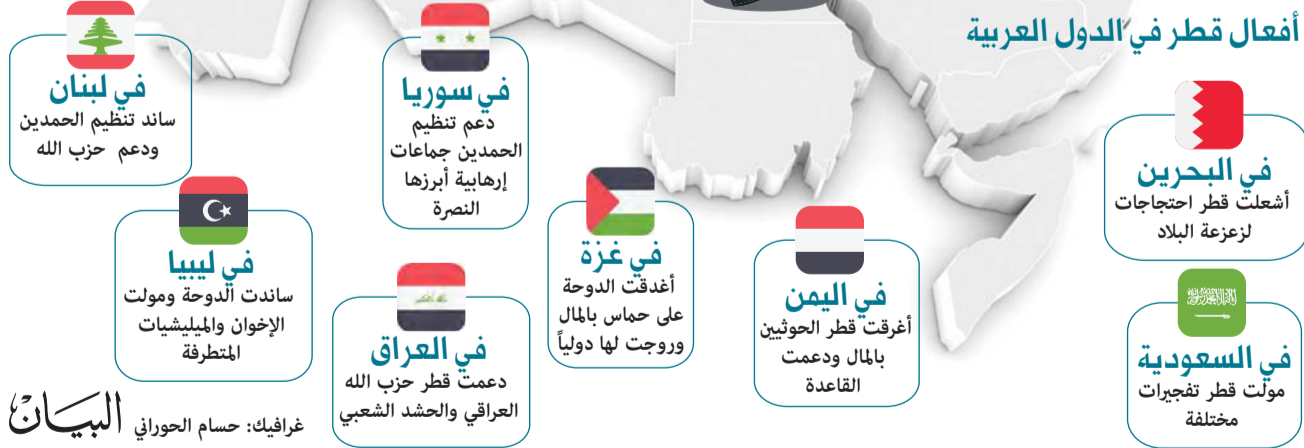 أفعال قطر في الدول العربية
في البحرين
أشعلت قطر احتجاجات
لزعزعة البلاد
في السعودية
مولت قطر تفجيرات
مختلفة
في اليمن
أغرقت قطر الحوثيين
بالمال ودعمت
القاعدة
في غزة
أغدقت الدوحة
على حماس بالمال
وروجت لها دولياً
في سوريا
دعم تنظيم
الحمدين جماعات
إرهابية أبرزها
النصرة
في العراق
دعمت قطر حزب الله
العراقي والحشد الشعبي
في لبنان
ساند تنظيم الحمدين
ودعم حزب الله
في ليبيا
ساندت الدوحة ومولت
الإخوان والميليشيات
المتطرفة
غرافيك: حسام الحوراني
البيان